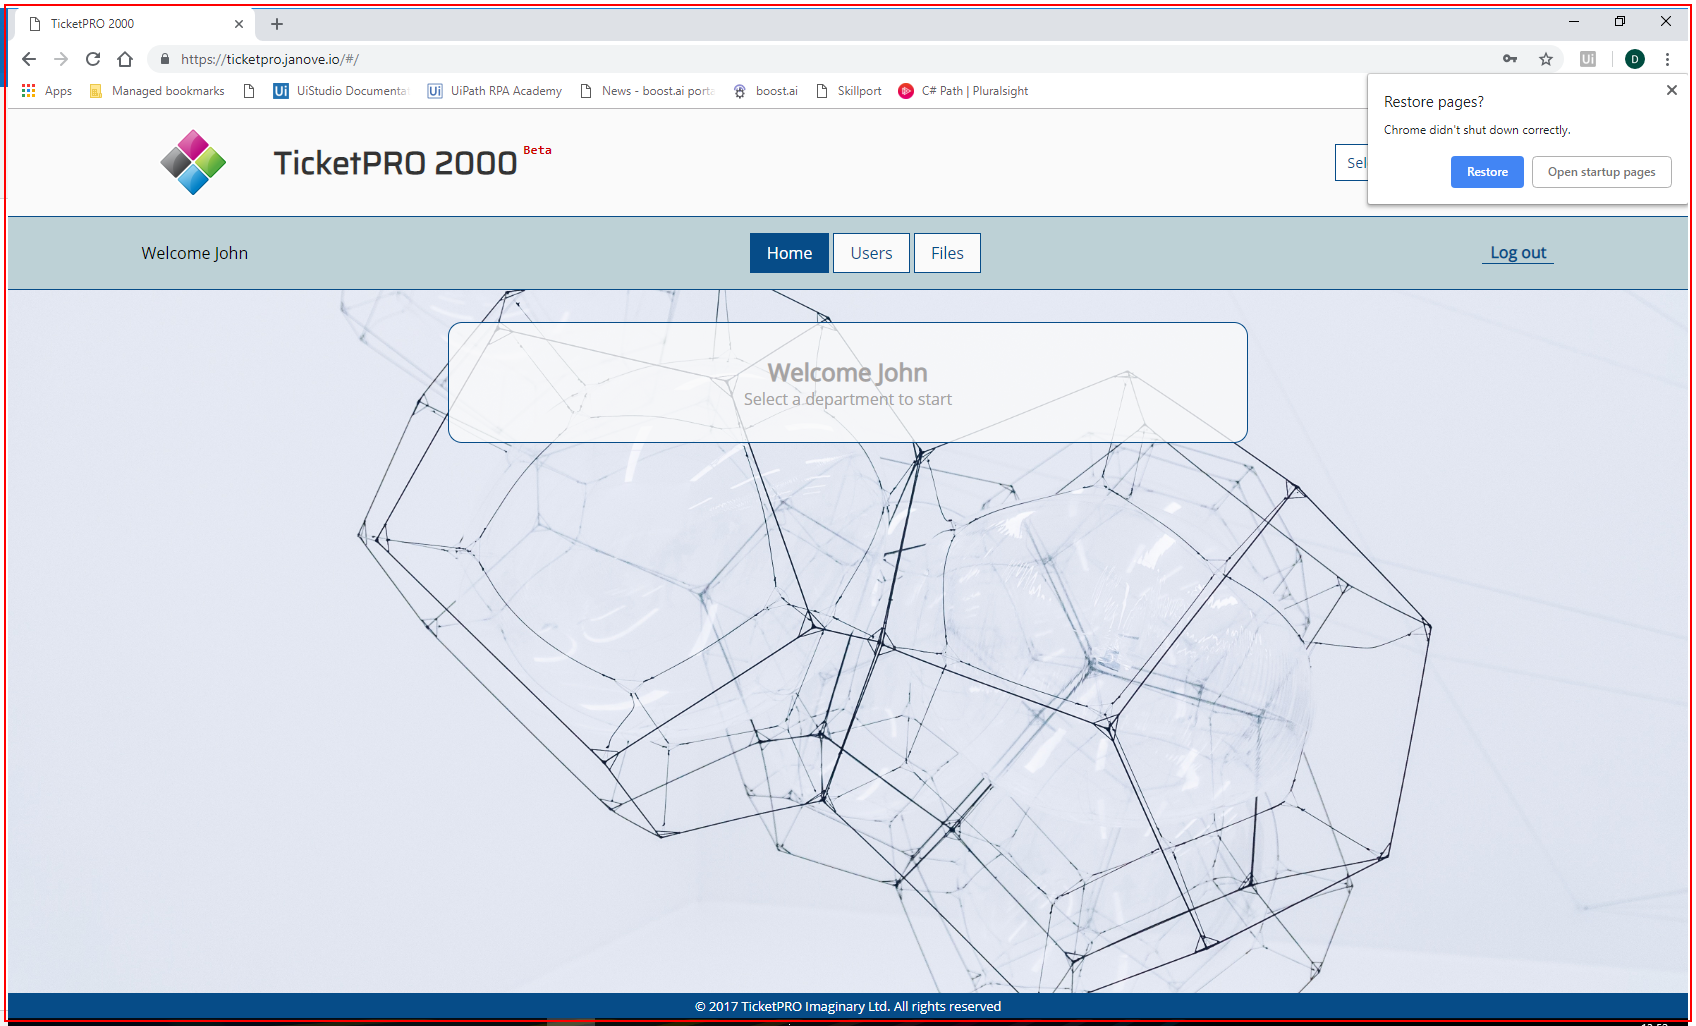 TicketPRO 2000
https://ticketpro.janove.io/#/
Ui
D
Apps
Managed bookmarks
Ui
UiStudio Documenta
Ui
UiPath RPA Academy
News - boost.ai porta
boost.ai
Skillport
C# Path | Pluralsight
Restore pages?
Chrome didn't shut down correctly.
Restore
Open startup pages
TicketPRO 2000 Beta
Sel
Welcome John
Home
Users
Files
Log out
Welcome John
Select a department to start
© 2017 TicketPRO Imaginary Ltd. All rights reserved